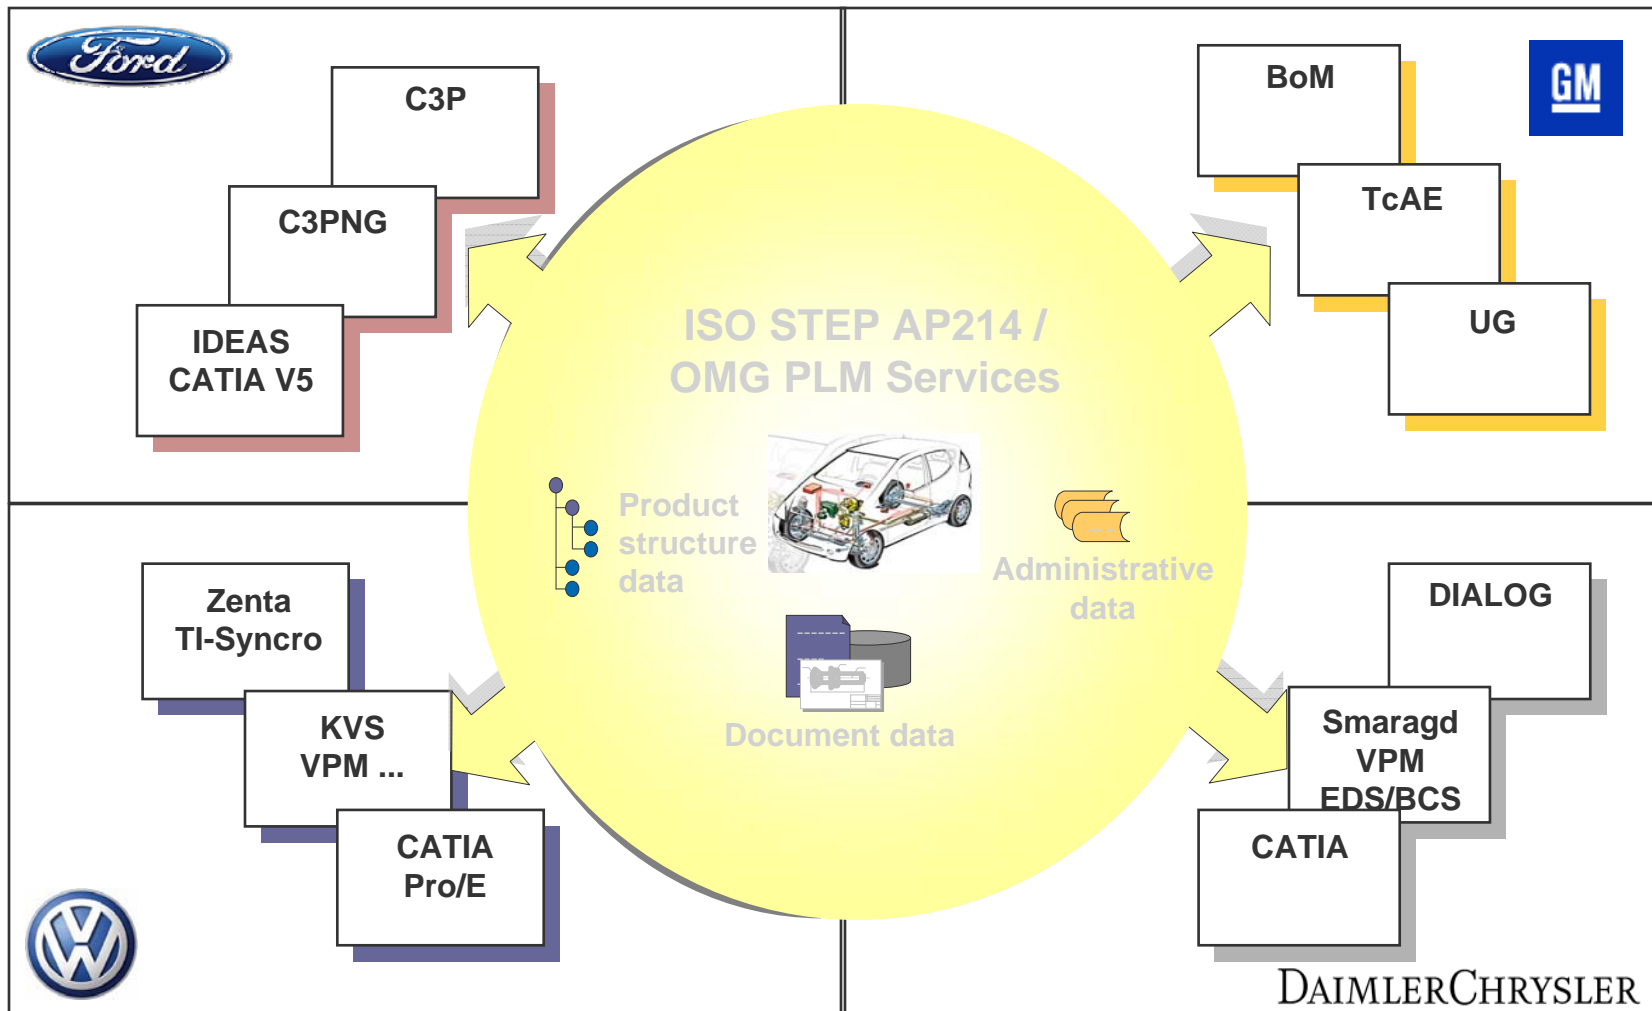 Ford
C3P
C3PNG
IDEAS
CATIA V5
BoM
GM
TcAE
UG
ISO STEP AP214 /
OMG PLM Services
Product
structure
data
Administrative
data
Document data
Zenta
TI-Syncro
KVS
VPM ...
CATIA
Pro/E
VW
DIALOG
Smaragd
VPM
EDS/BCS
CATIA
DAIMLERCHRYSLER